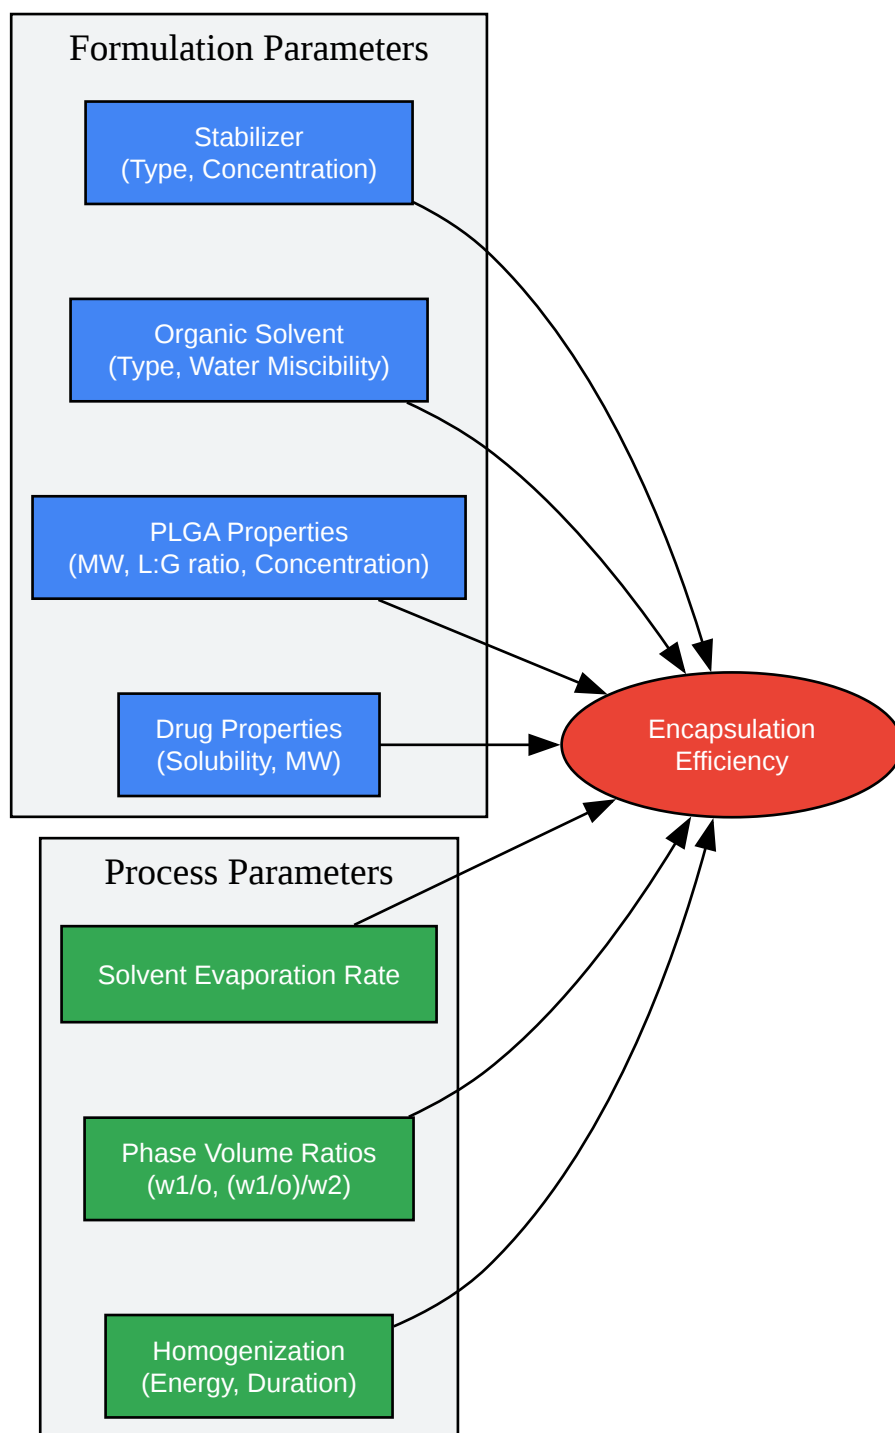 Formulation Parameters
Stabilizer
(Type, Concentration)
Organic Solvent
(Type, Water Miscibility)
PLGA Properties
(MW, L:G ratio, Concentration)
Drug Properties
(Solubility, MW)
Encapsulation
Efficiency
Process Parameters
Solvent Evaporation Rate
Phase Volume Ratios
(w1/o, (w1/o)/w2)
Homogenization
(Energy, Duration)